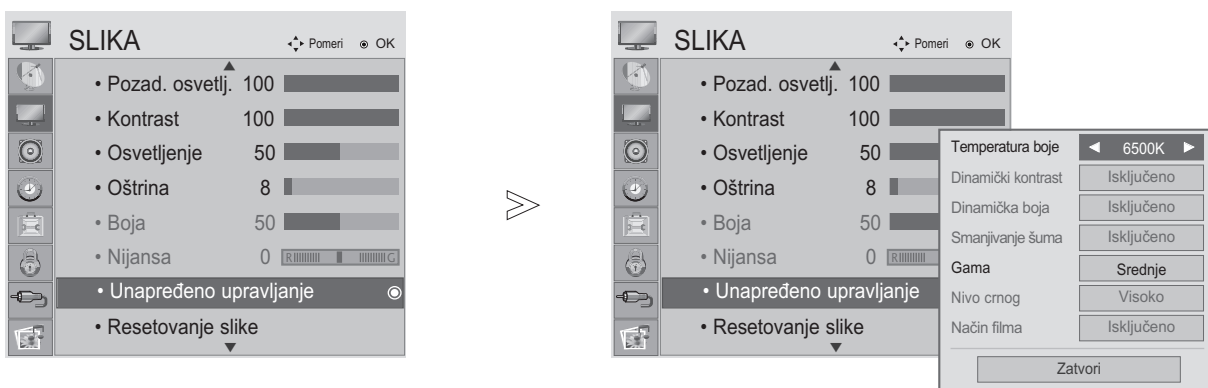 SLIKA Pomeri OK
• Pozad. osvetlj. 100
• Kontrast 100
• Osvetljenje 50
• Oštrina 8
• Boja 50
• Nijansa 0 R G
• Unapređeno upravljanje
• Resetovanje slike
SLIKA Pomeri OK
• Pozad. osvetlj. 100
• Kontrast 100
• Osvetljenje 50
• Oštrina 8
• Boja 50
• Nijansa 0 R
• Unapređeno upravljanje
• Resetovanje slike
Temperatura boje 6500K
Dinamički kontrast Isključeno
Dinamička boja Isključeno
Smanjivanje šuma Isključeno
Gama Srednje
Nivo crnog Visoko
Način filma Isključeno
Zatvori